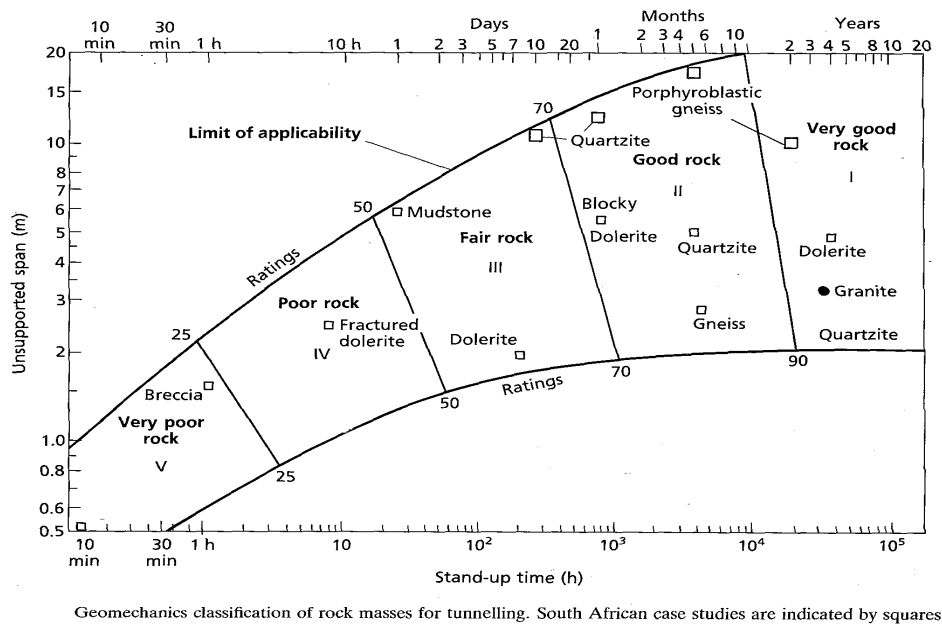 Days
Months
Years
10 min
30 min
1 h
10 h
1
2
3
5
7
10
20
1
2
3
4
6
10
2
3
4
5
8
10
20
Unsupported span (m)
20
15
10
8
7
6
5
4
3
2
1.0
0.8
0.6
0.5
Limit of applicability
70
Quartzite
Porphyroblastic
gneiss
Very good
rock
I
Good rock
II
Blocky
Dolerite
Quartzite
Gneiss
Dolerite
Granite
Quartzite
90
50
Mudstone
Fair rock
III
Dolerite
Ratings
70
Ratings
Poor rock
Fractured
dolerite
IV
50
25
Breccia
Very poor
rock
V
25
10 min
30 min
1 h
10
10²
10³
10⁴
10⁵
Stand-up time (h)
Geomechanics classification of rock masses for tunnelling. South African case studies are indicated by squares